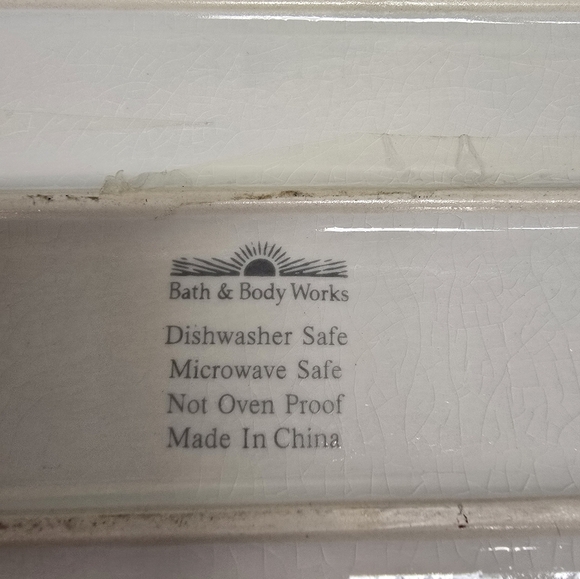 Bath & Body Works
Dishwasher Safe
Microwave Safe
Not Oven Proof
Made In China